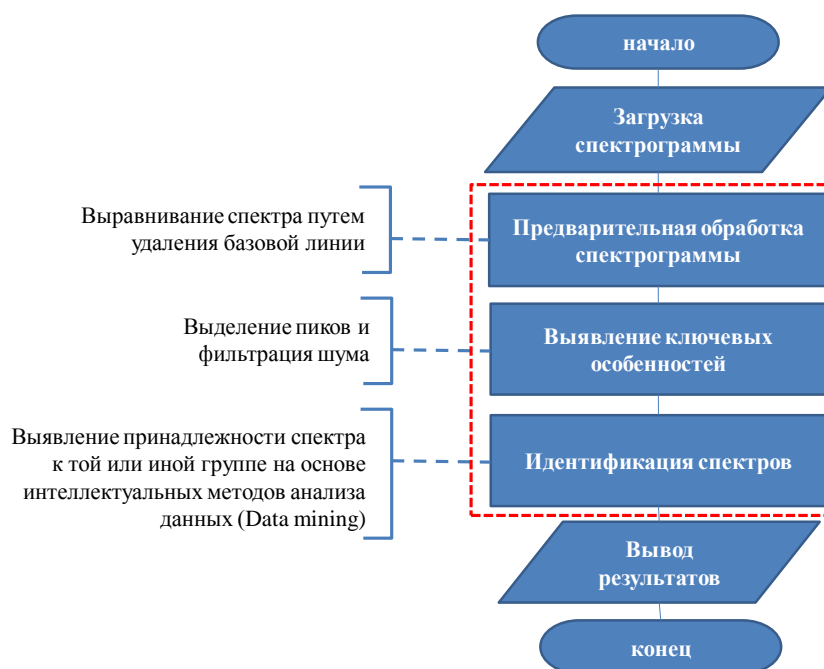 начало
Загрузка
спектрограммы
Выравнивание спектра путем
удаления базовой линии
Предварительная обработка
спектрограммы
Выделение пиков и
фильтрация шума
Выявление ключевых
особенностей
Выявление принадлежности спектра
к той или иной группе на основе
интеллектуальных методов анализа
данных (Data mining)
Идентификация спектров
Вывод
результатов
конец